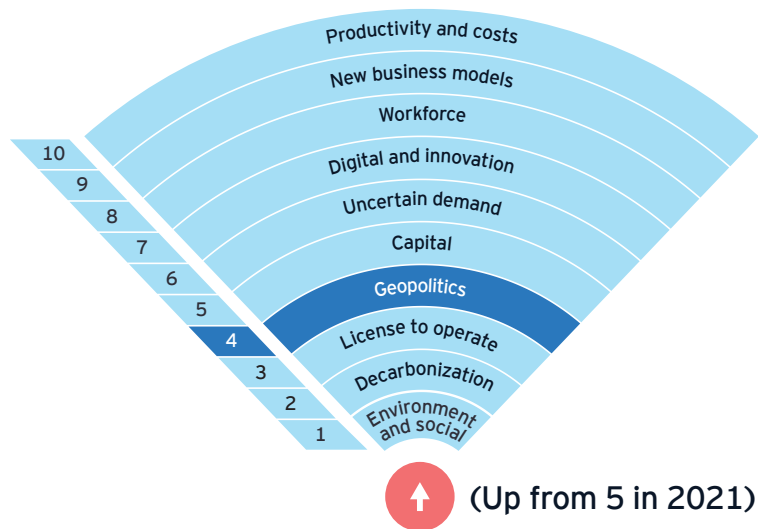 Productivity and costs
New business models
Workforce
Digital and innovation
Uncertain demand
Capital
Geopolitics
License to operate
Decarbonization
Environment
and social
10
9
8
7
6
5
4
3
2
1
(Up from 5 in 2021)